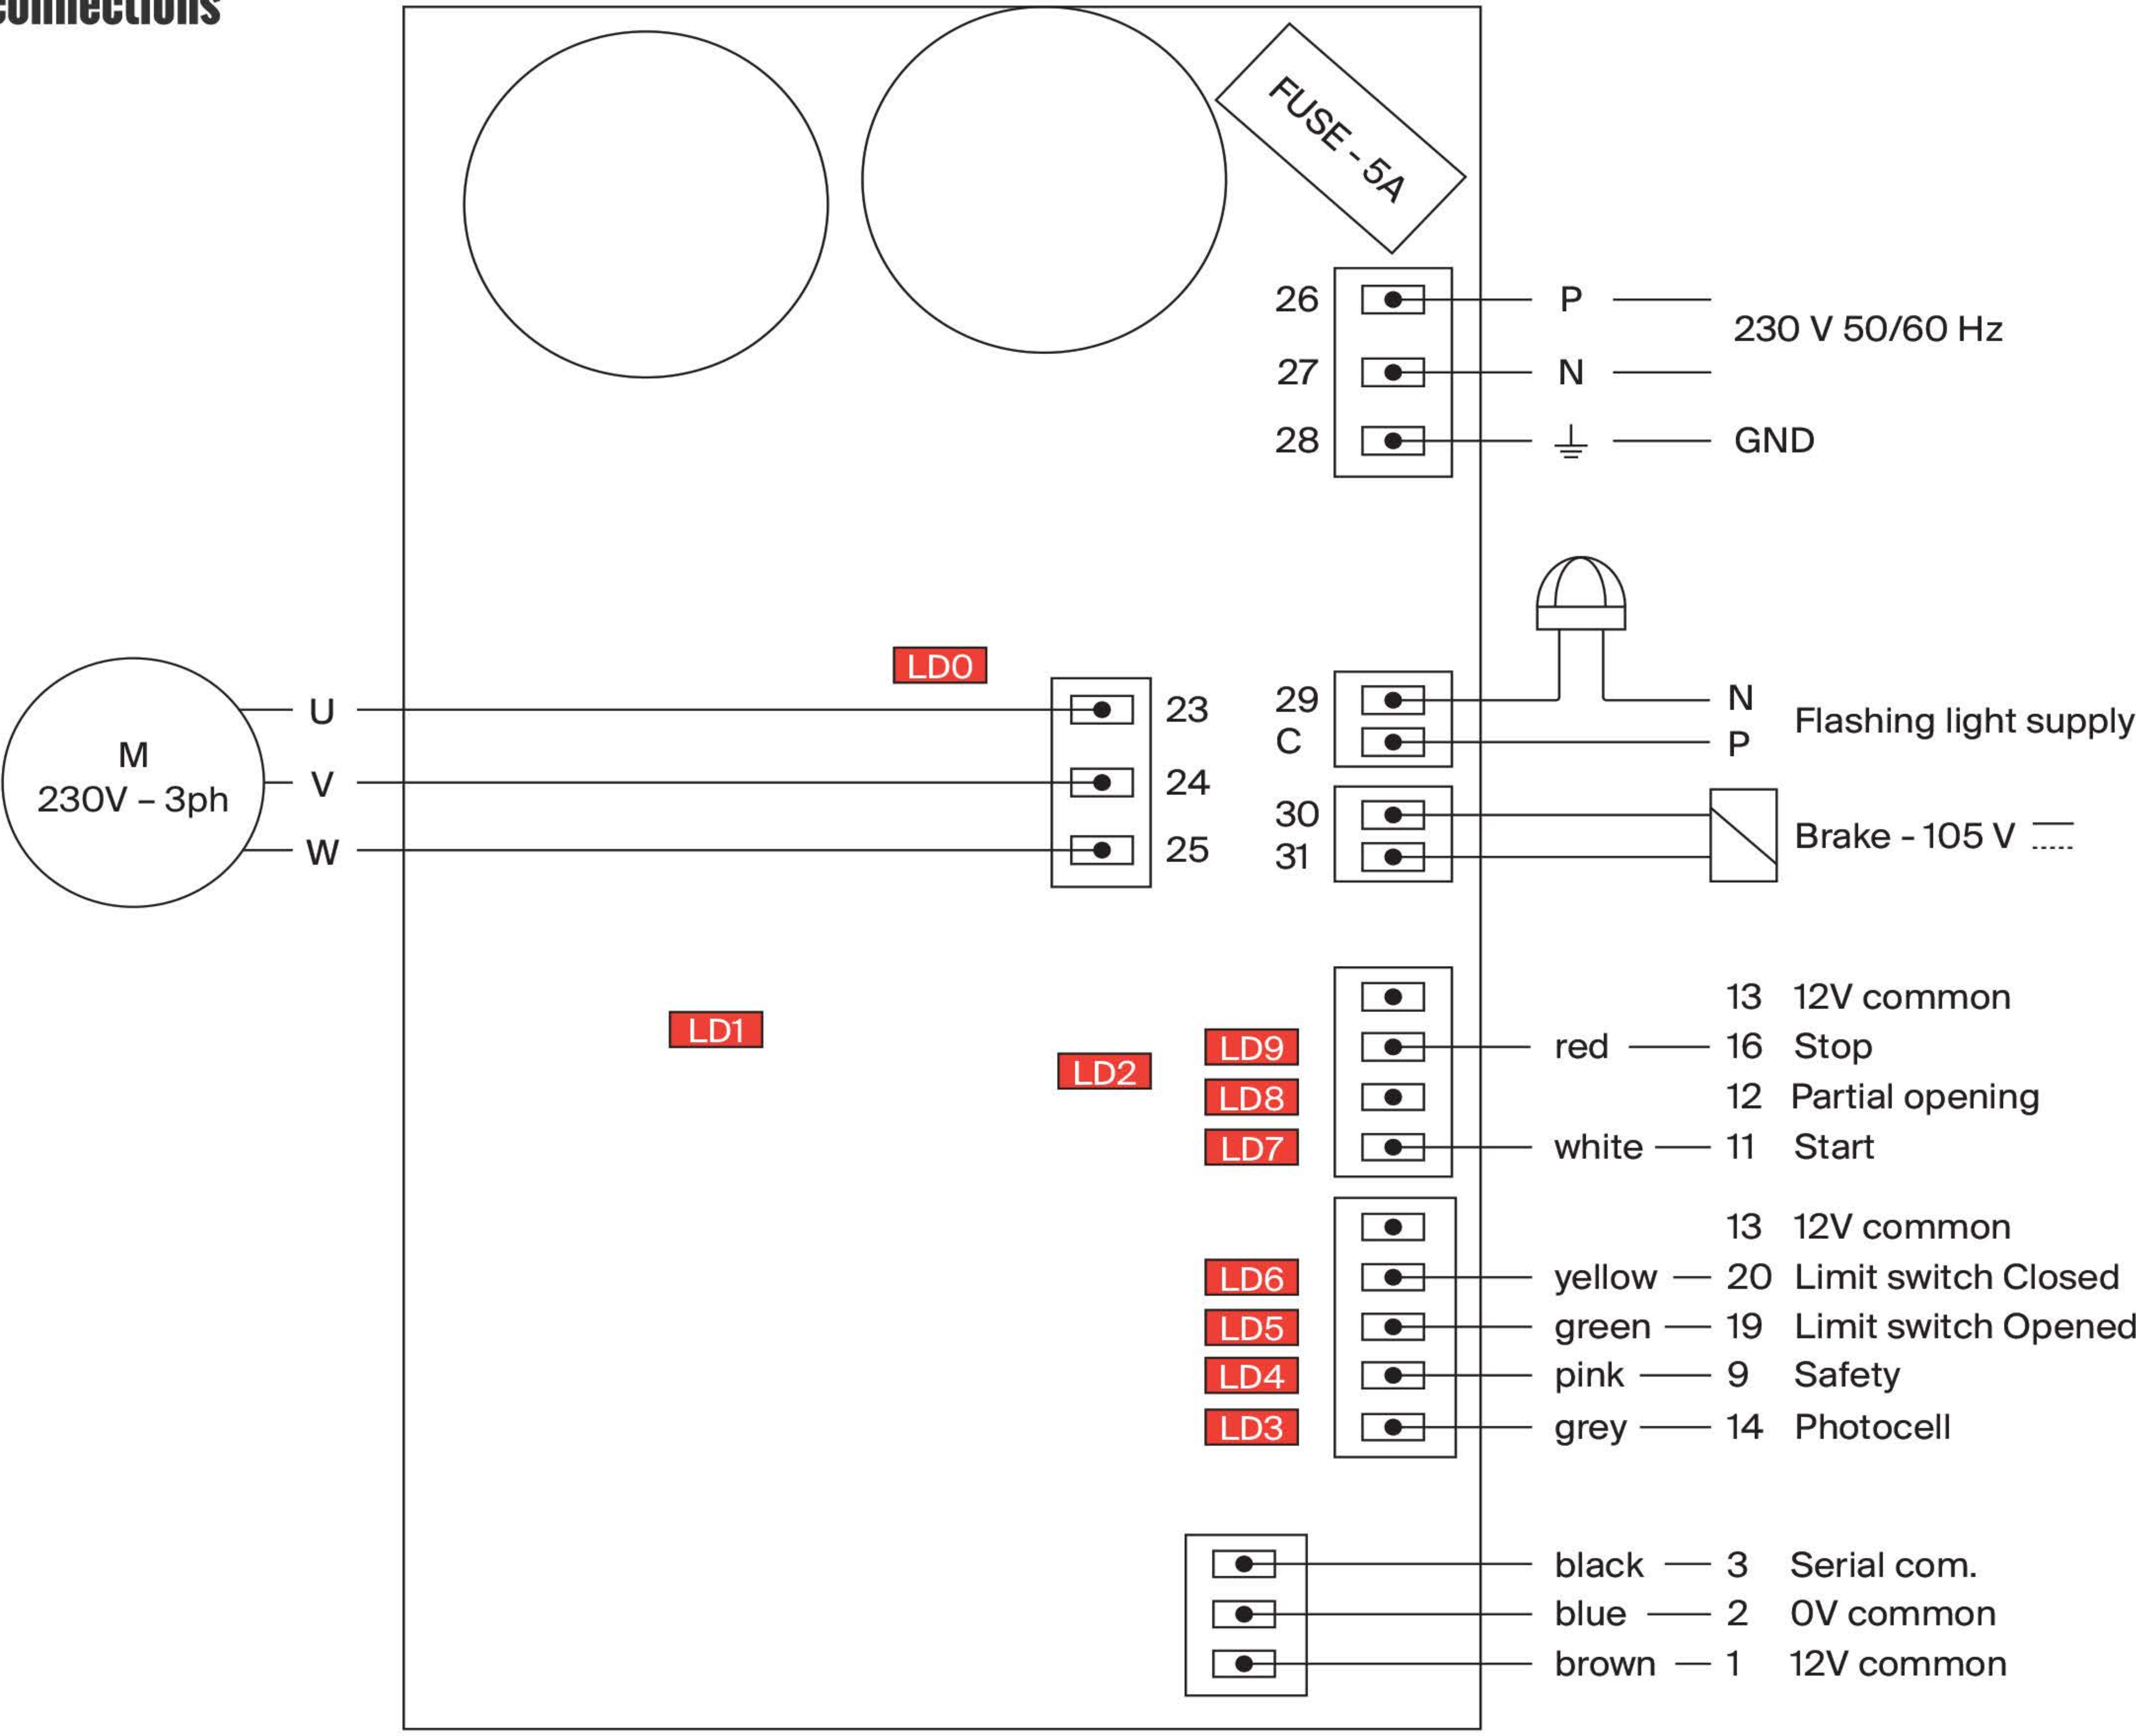 connections
FUSE - 5A
26 P
230 V 50/60 Hz
27 N
28 GND
LD0
M
230V – 3ph
U
V
W
23
24
25
29 N
C P
Flashing light supply
30
31
Brake - 105 V
LD1
LD2
13 12V common
LD9 red 16 Stop
LD8 12 Partial opening
LD7 white 11 Start
13 12V common
LD6 yellow 20 Limit switch Closed
LD5 green 19 Limit switch Opened
LD4 pink 9 Safety
LD3 grey 14 Photocell
black 3 Serial com.
blue 2 0V common
brown 1 12V common